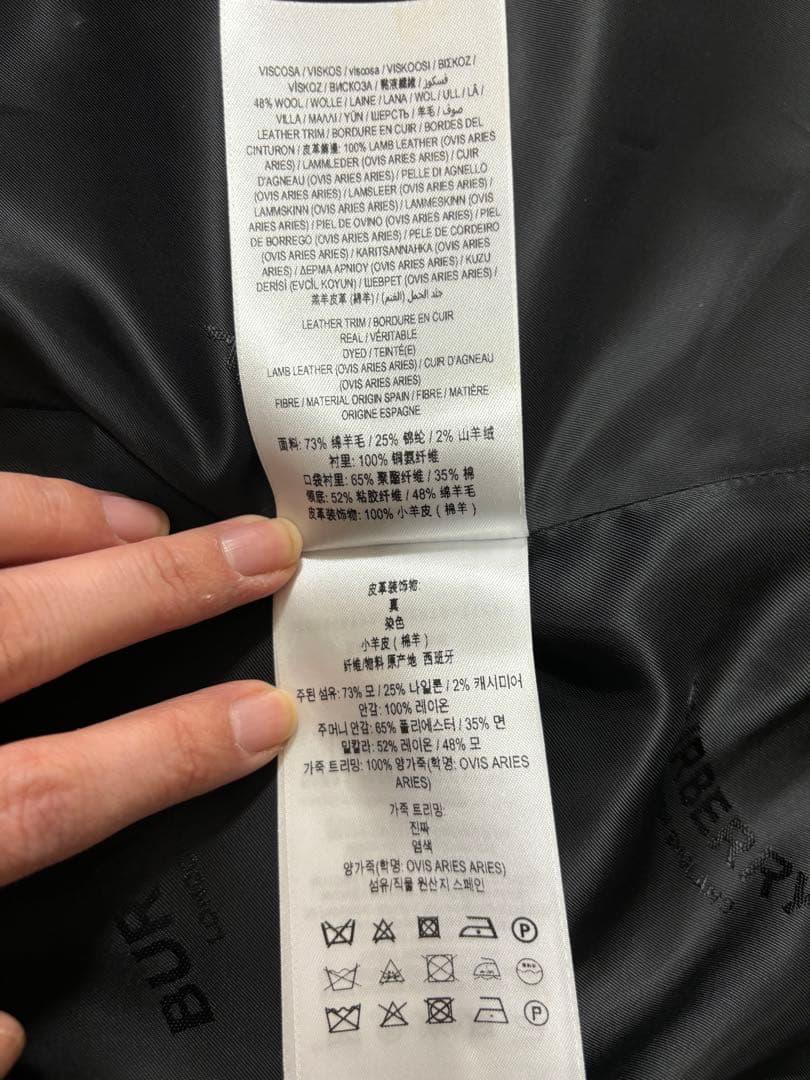 VISCOSA / VISKOS / viscosa / VISKOOSI / ΒΙΣΚΟΖ /
VİSKOZ / ВИСКОЗА / 黏液纖維 / فسكوز
48% WOOL / WOLLE / LAINE / LANA / WOL / ULL / LÃ /
VILLA / ΜΑΛΛΙ / YÜN / ШЕРСТЬ / 羊毛 / صوف
LEATHER TRIM / BORDURE EN CUIR / BORDES DEL
CINTURON / 皮革鑲邊: 100% LAMB LEATHER (OVIS ARIES
ARIES) / LAMMLEDER (OVIS ARIES ARIES) / CUIR
D'AGNEAU (OVIS ARIES ARIES) / PELLE DI AGNELLO
(OVIS ARIES ARIES) / LAMSLEER (OVIS ARIES ARIES) /
LAMMSKINN (OVIS ARIES ARIES) / LAMMESKINN (OVIS
ARIES ARIES) / PIEL DE OVINO (OVIS ARIES ARIES) / PIEL
DE BORREGO (OVIS ARIES ARIES) / PELE DE CORDEIRO
(OVIS ARIES ARIES) / KARITSANNAHKA (OVIS ARIES
ARIES) / ΔΕΡΜΑ ΑΡΝΙΟΥ (OVIS ARIES ARIES) / KUZU
DERİSİ (EVCİL KOYUN) / ШЕВРЕТ (OVIS ARIES ARIES) /
羔羊皮革 (綿羊) / جلد الحمل (الغنم)
LEATHER TRIM / BORDURE EN CUIR
REAL / VÉRITABLE
DYED / TEINTÉ(E)
LAMB LEATHER (OVIS ARIES ARIES) / CUIR D'AGNEAU
(OVIS ARIES ARIES)
FIBRE / MATERIAL ORIGIN SPAIN / FIBRE / MATIÈRE
ORIGINE ESPAGNE
面料: 73% 绵羊毛 / 25% 锦纶 / 2% 山羊绒
衬里: 100% 铜氨纤维
口袋衬里: 65% 聚酯纤维 / 35% 棉
领底: 52% 粘胶纤维 / 48% 绵羊毛
皮革装饰物: 100% 小羊皮 ( 棉羊 )
皮革装饰物:
真
染色
小羊皮 ( 棉羊 )
纤维/物料 原产地 西班牙
주된 섬유: 73% 모 / 25% 나일론 / 2% 캐시미어
안감: 100% 레이온
주머니 안감: 65% 폴리에스터 / 35% 면
밑칼라: 52% 레이온 / 48% 모
가죽 트리밍: 100% 양가죽(학명: OVIS ARIES
ARIES)
가죽 트리밍:
진짜
염색
양가죽(학명: OVIS ARIES ARIES)
섬유/직물 원산지 스페인
P
P
BURBERRY
BUR
LONDON